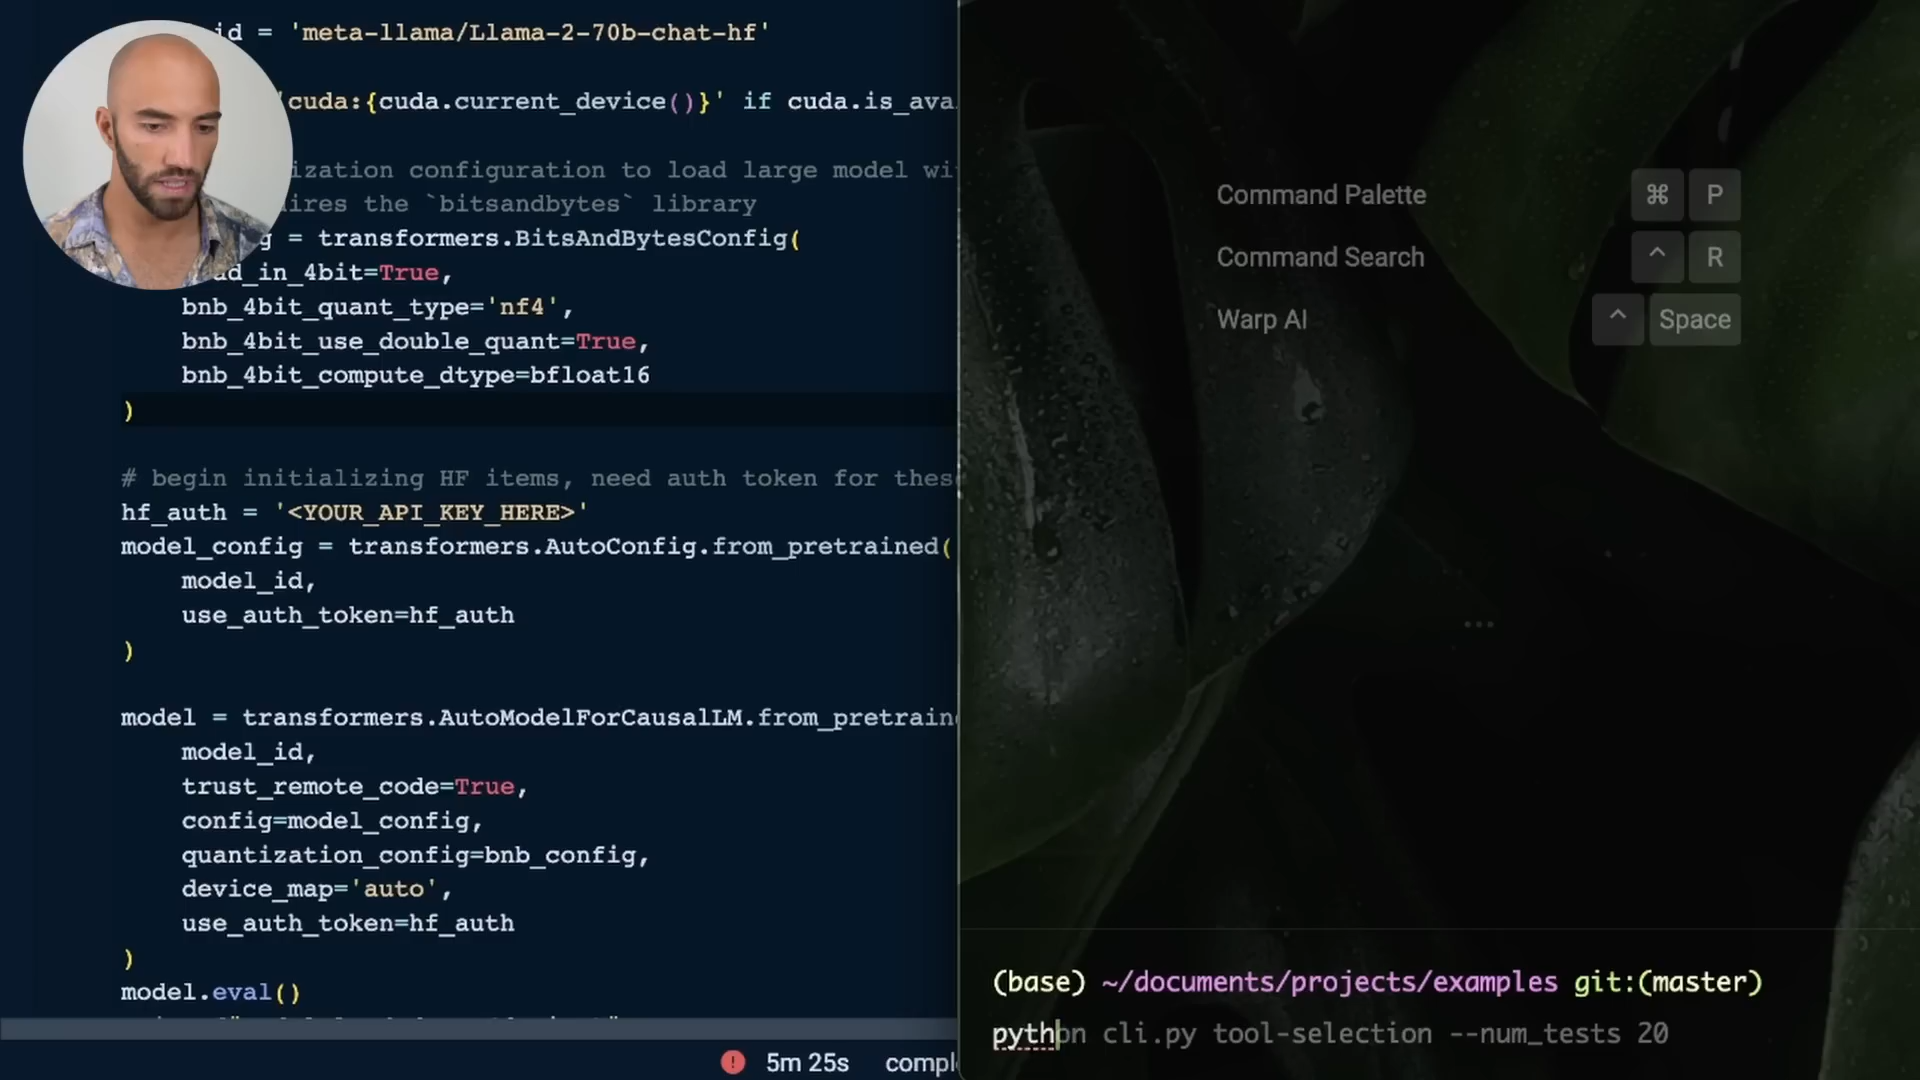 id = 'meta-llama/Llama-2-70b-chat-hf'
'cuda:{cuda.current_device()}' if cuda.is_ava
ization configuration to load large model wi
ires the `bitsandbytes` library
g = transformers.BitsAndBytesConfig(
ad_in_4bit=True,
bnb_4bit_quant_type='nf4',
bnb_4bit_use_double_quant=True,
bnb_4bit_compute_dtype=bfloat16
)
# begin initializing HF items, need auth token for thes
hf_auth = '<YOUR_API_KEY_HERE>'
model_config = transformers.AutoConfig.from_pretrained(
model_id,
use_auth_token=hf_auth
)
model = transformers.AutoModelForCausalLM.from_pretrain
model_id,
trust_remote_code=True,
config=model_config,
quantization_config=bnb_config,
device_map='auto',
use_auth_token=hf_auth
)
model.eval()
5m 25s compl
Command Palette ⌘ P
Command Search ^ R
Warp AI ^ Space
(base) ~/documents/projects/examples git:(master)
python cli.py tool-selection --num_tests 20